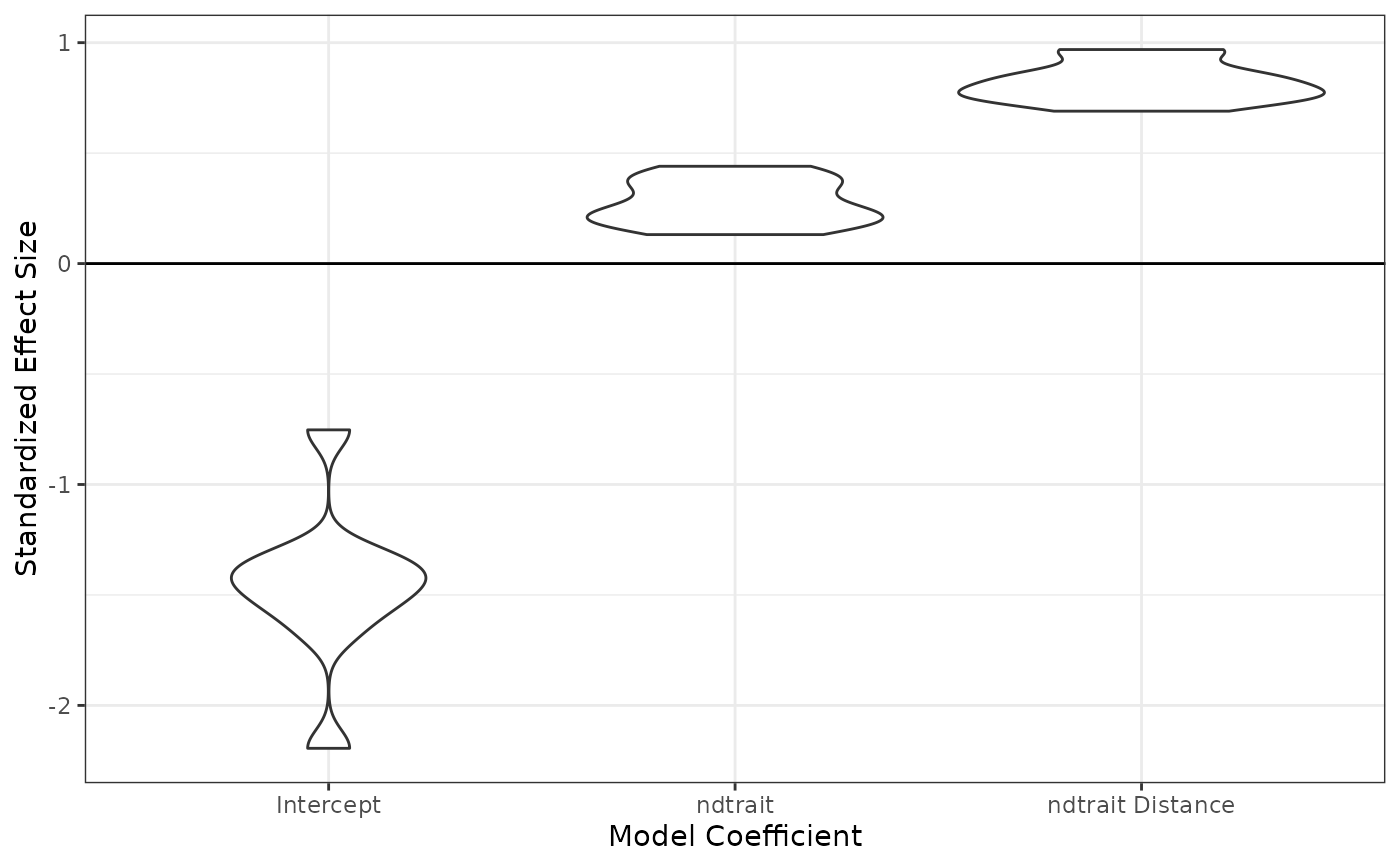 Standardized Effect Size
1
0
-1
-2
Intercept
ndtrait
ndtrait Distance
Model Coefficient